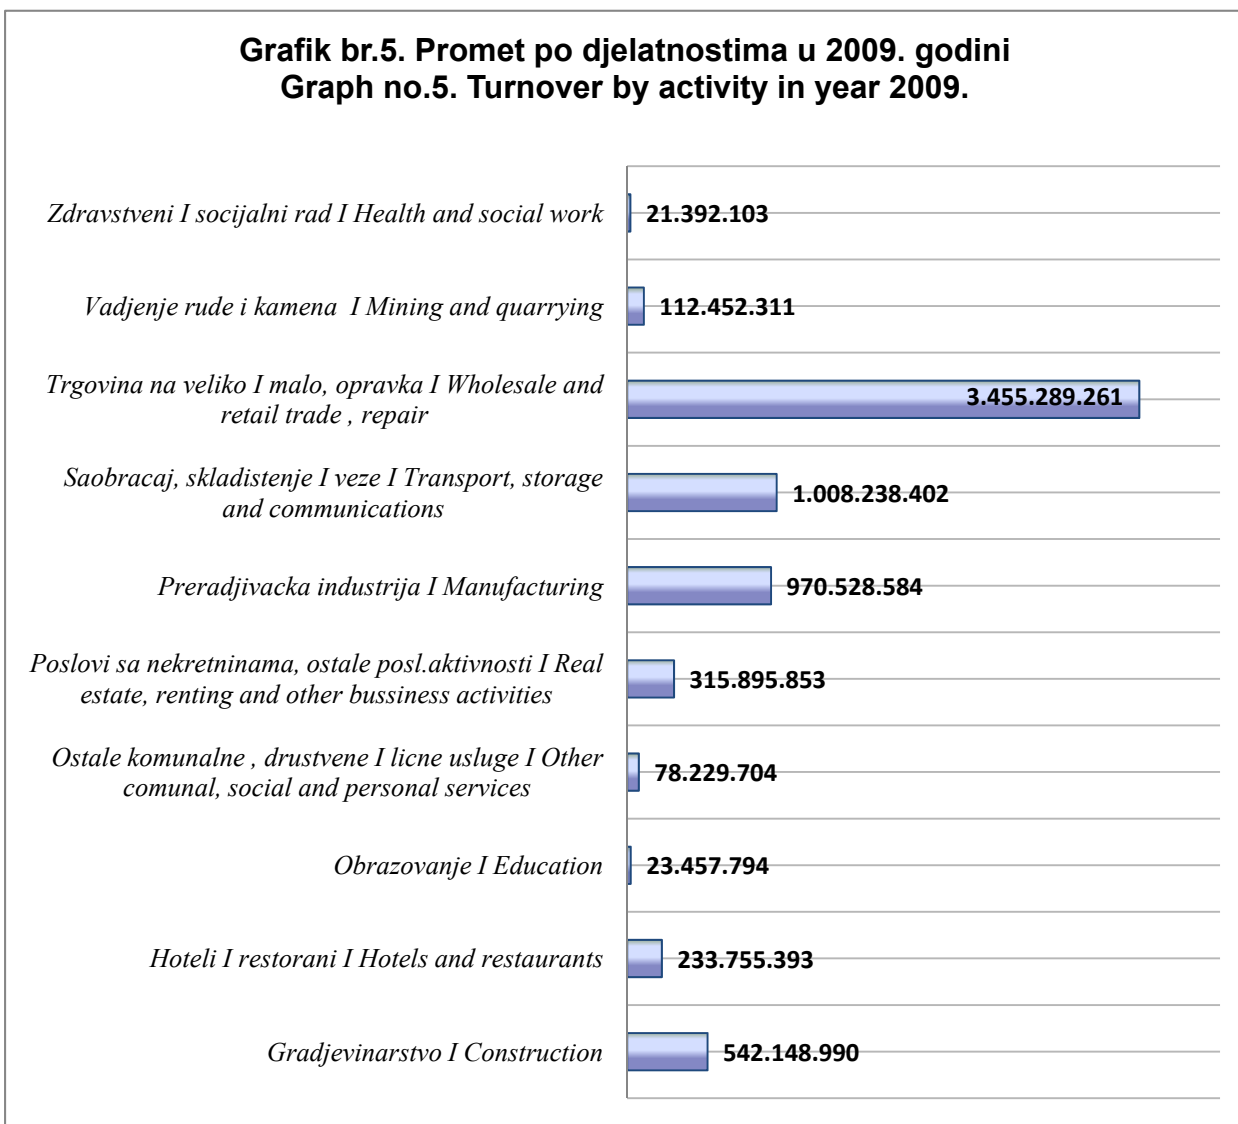 Grafik br.5. Promet po djelatnostima u 2009. godini
Graph no.5. Turnover by activity in year 2009.
Zdravstveni I socijalni rad I Health and social work
21.392.103
Vadjenje rude i kamena I Mining and quarrying
112.452.311
Trgovina na veliko I malo, opravka I Wholesale and
retail trade , repair
3.455.289.261
Saobracaj, skladistenje I veze I Transport, storage
and communications
1.008.238.402
Preradjivacka industrija I Manufacturing
970.528.584
Poslovi sa nekretninama, ostale posl.aktivnosti I Real
estate, renting and other bussiness activities
315.895.853
Ostale komunalne , drustvene I licne usluge I Other
comunal, social and personal services
78.229.704
Obrazovanje I Education
23.457.794
Hoteli I restorani I Hotels and restaurants
233.755.393
Gradjevinarstvo I Construction
542.148.990